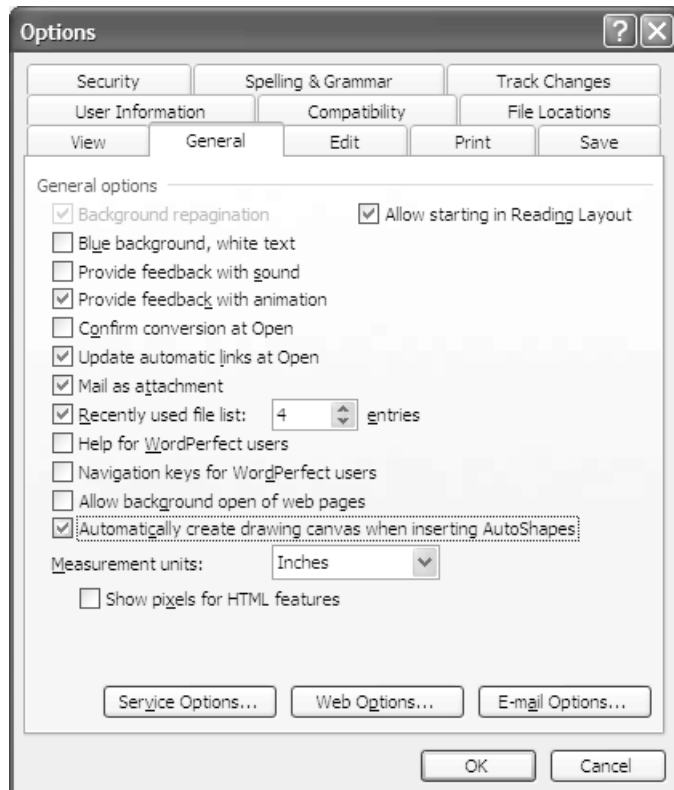 Options
Security Spelling & Grammar Track Changes
User Information Compatibility File Locations
View General Edit Print Save
General options
Background repagination Allow starting in Reading Layout
Blue background, white text
Provide feedback with sound
Provide feedback with animation
Confirm conversion at Open
Update automatic links at Open
Mail as attachment
Recently used file list: 4 entries
Help for WordPerfect users
Navigation keys for WordPerfect users
Allow background open of web pages
Automatically create drawing canvas when inserting AutoShapes
Measurement units: Inches
Show pixels for HTML features
Service Options... Web Options... E-mail Options...
OK Cancel